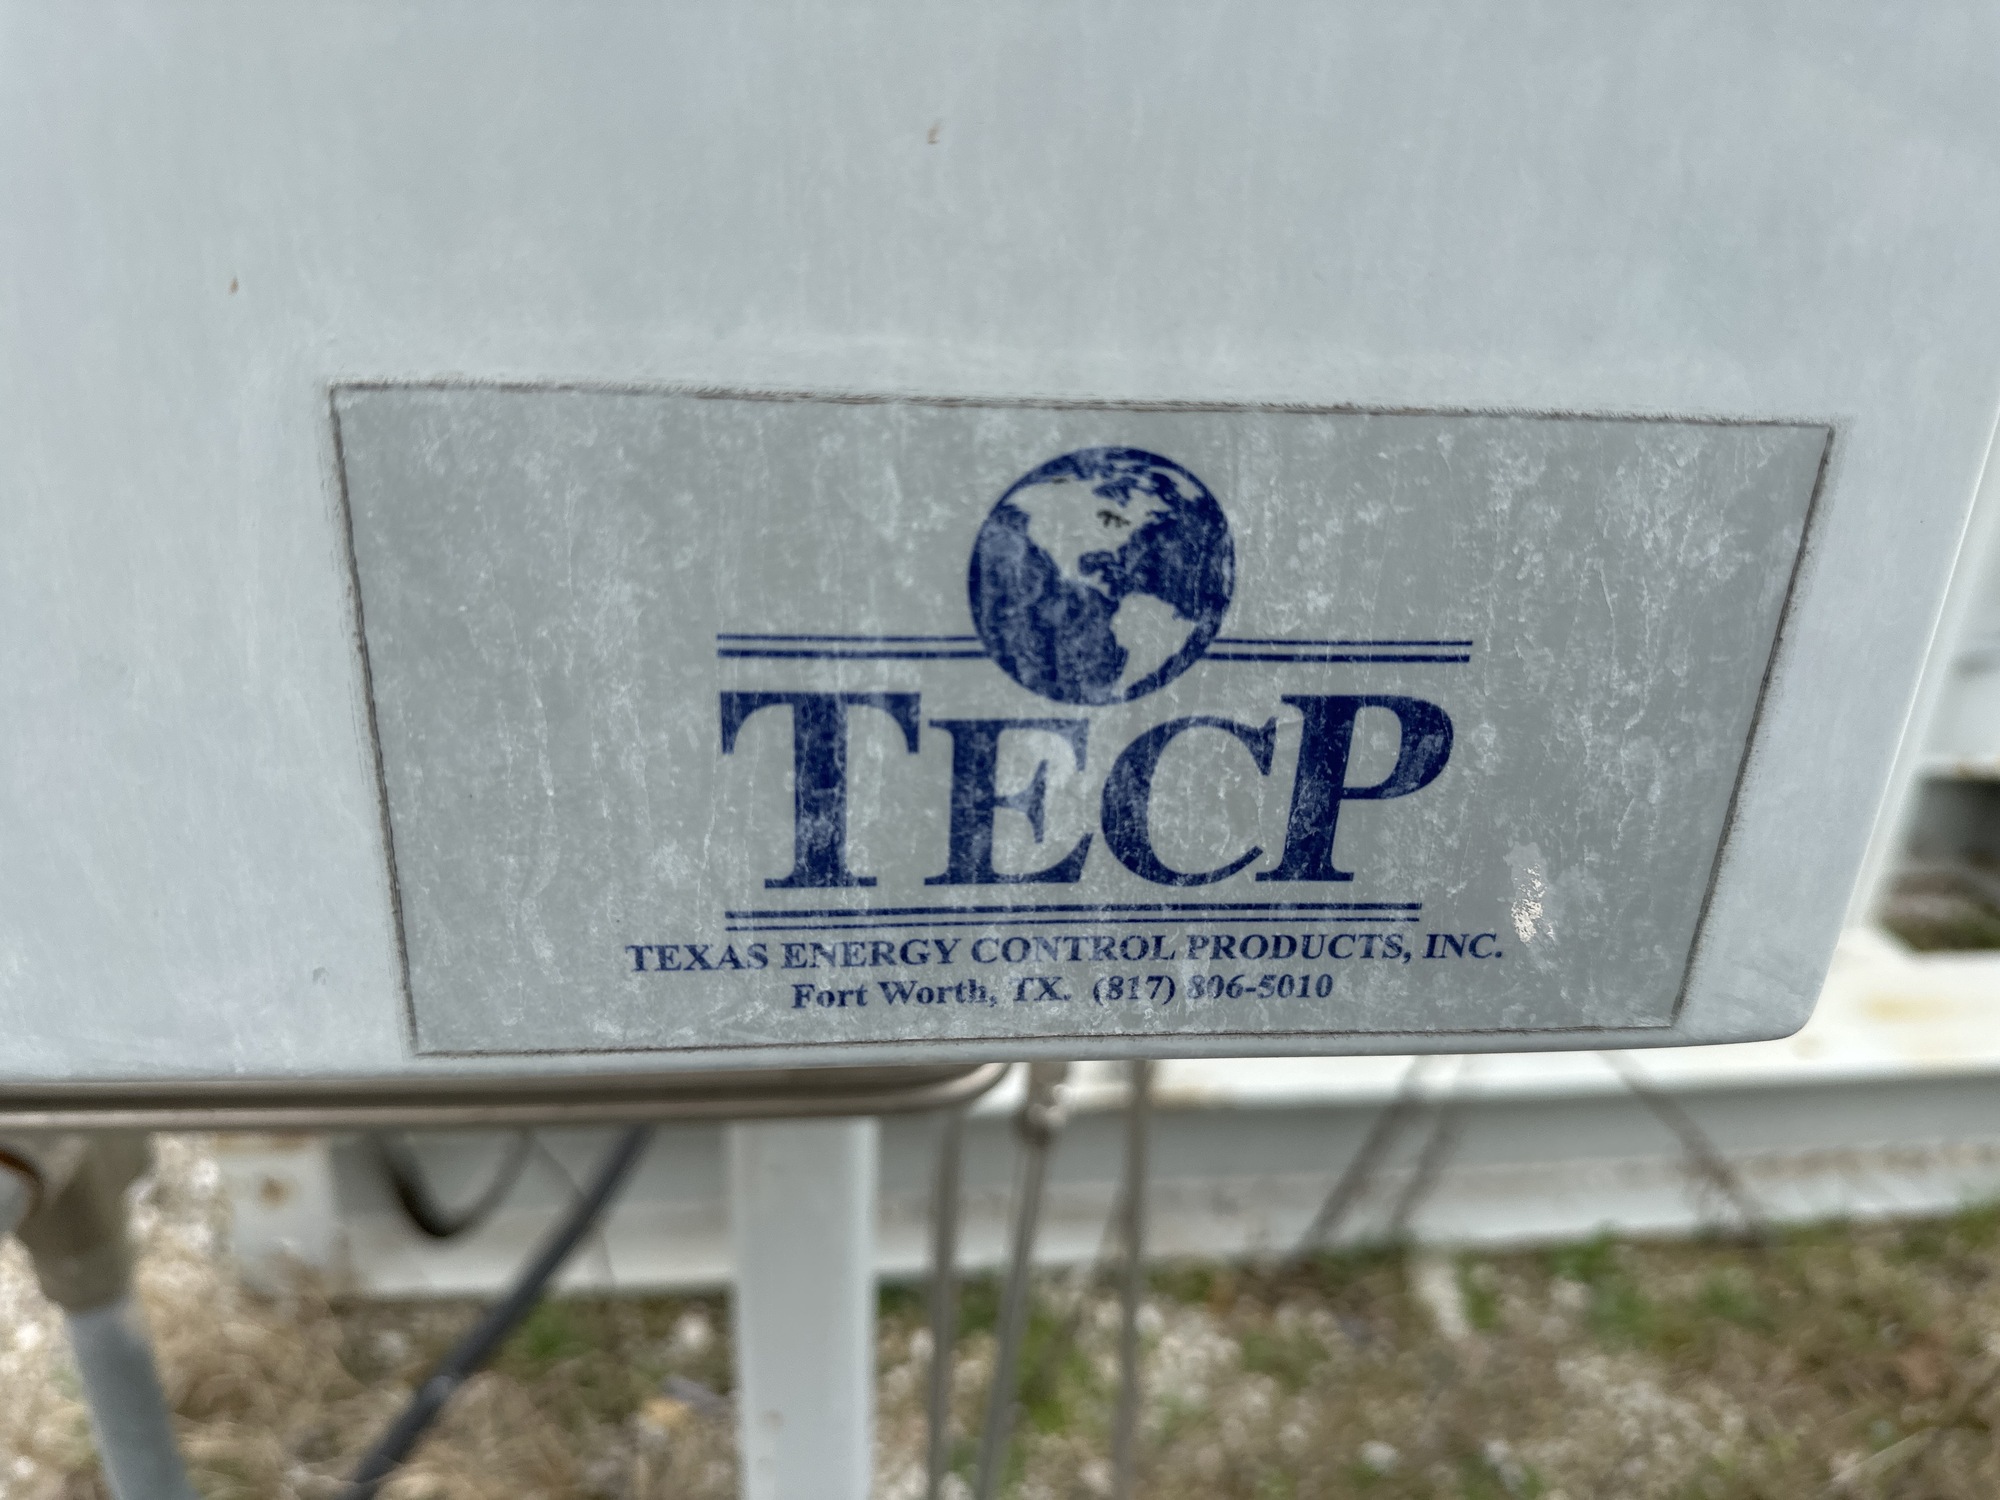 TECP
TEXAS ENERGY CONTROL PRODUCTS, INC.
Fort Worth, TX. (817) 806-5010